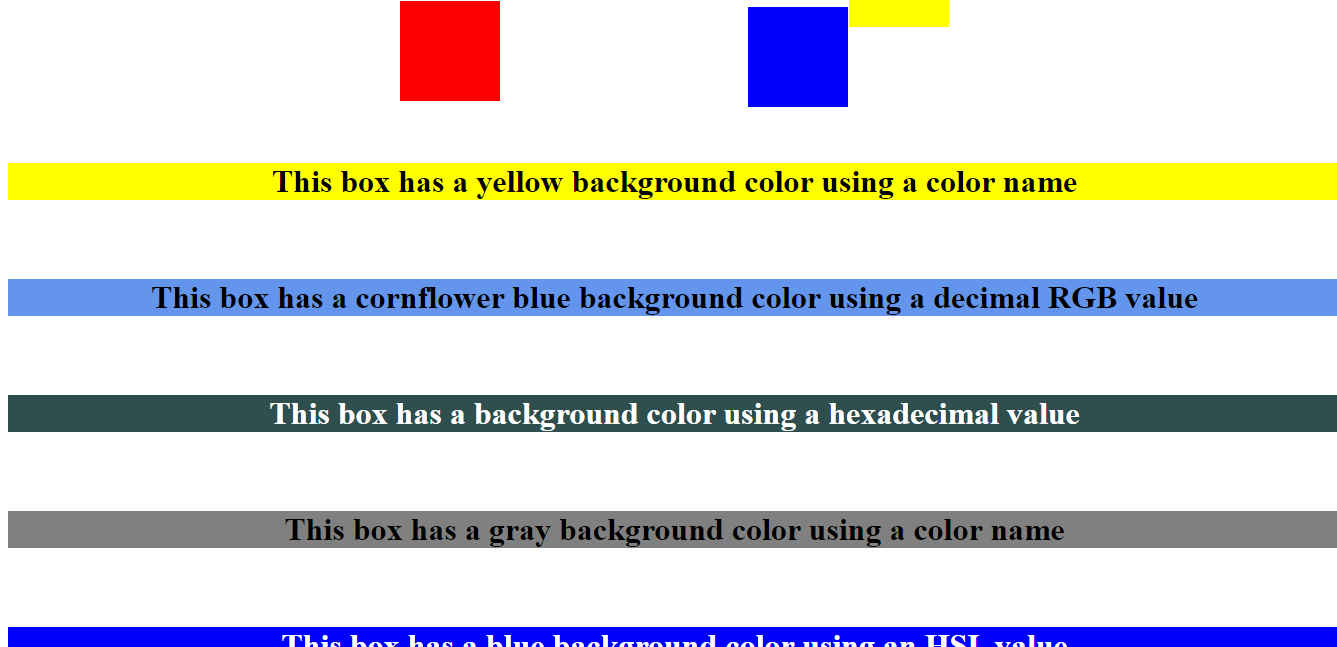 This box has a yellow background color using a color name
This box has a cornflower blue background color using a decimal RGB value
This box has a background color using a hexadecimal value
This box has a gray background color using a color name
This box has a blue background color using an HSL value